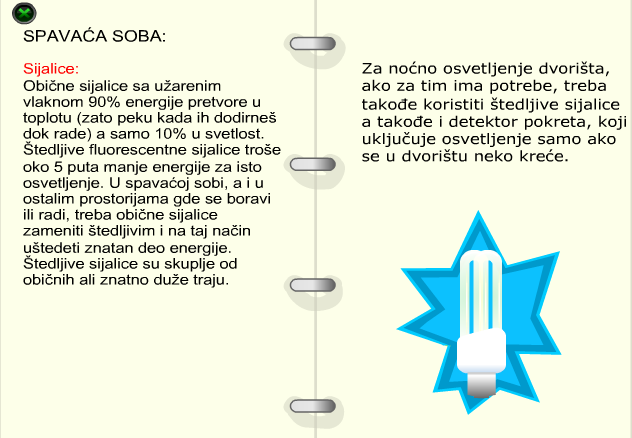 SPAVAĆA SOBA:
Sijalice:
Obične sijalice sa užarenim
vlaknom 90% energije pretvore u
toplotu (zato peku kada ih dodirneš
dok rade) a samo 10% u svetlost.
Štedljive fluorescentne sijalice troše
oko 5 puta manje energije za isto
osvetljenje. U spavaćoj sobi, a i u
ostalim prostorijama gde se boravi
ili radi, treba obične sijalice
zameniti štedljivim i na taj način
uštedeti znatan deo energije.
Štedljive sijalice su skuplje od
običnih ali znatno duže traju.
Za noćno osvetljenje dvorišta,
ako za tim ima potrebe, treba
takođe koristiti štedljive sijalice
a takođe i detektor pokreta, koji
uključuje osvetljenje samo ako
se u dvorištu neko kreće.